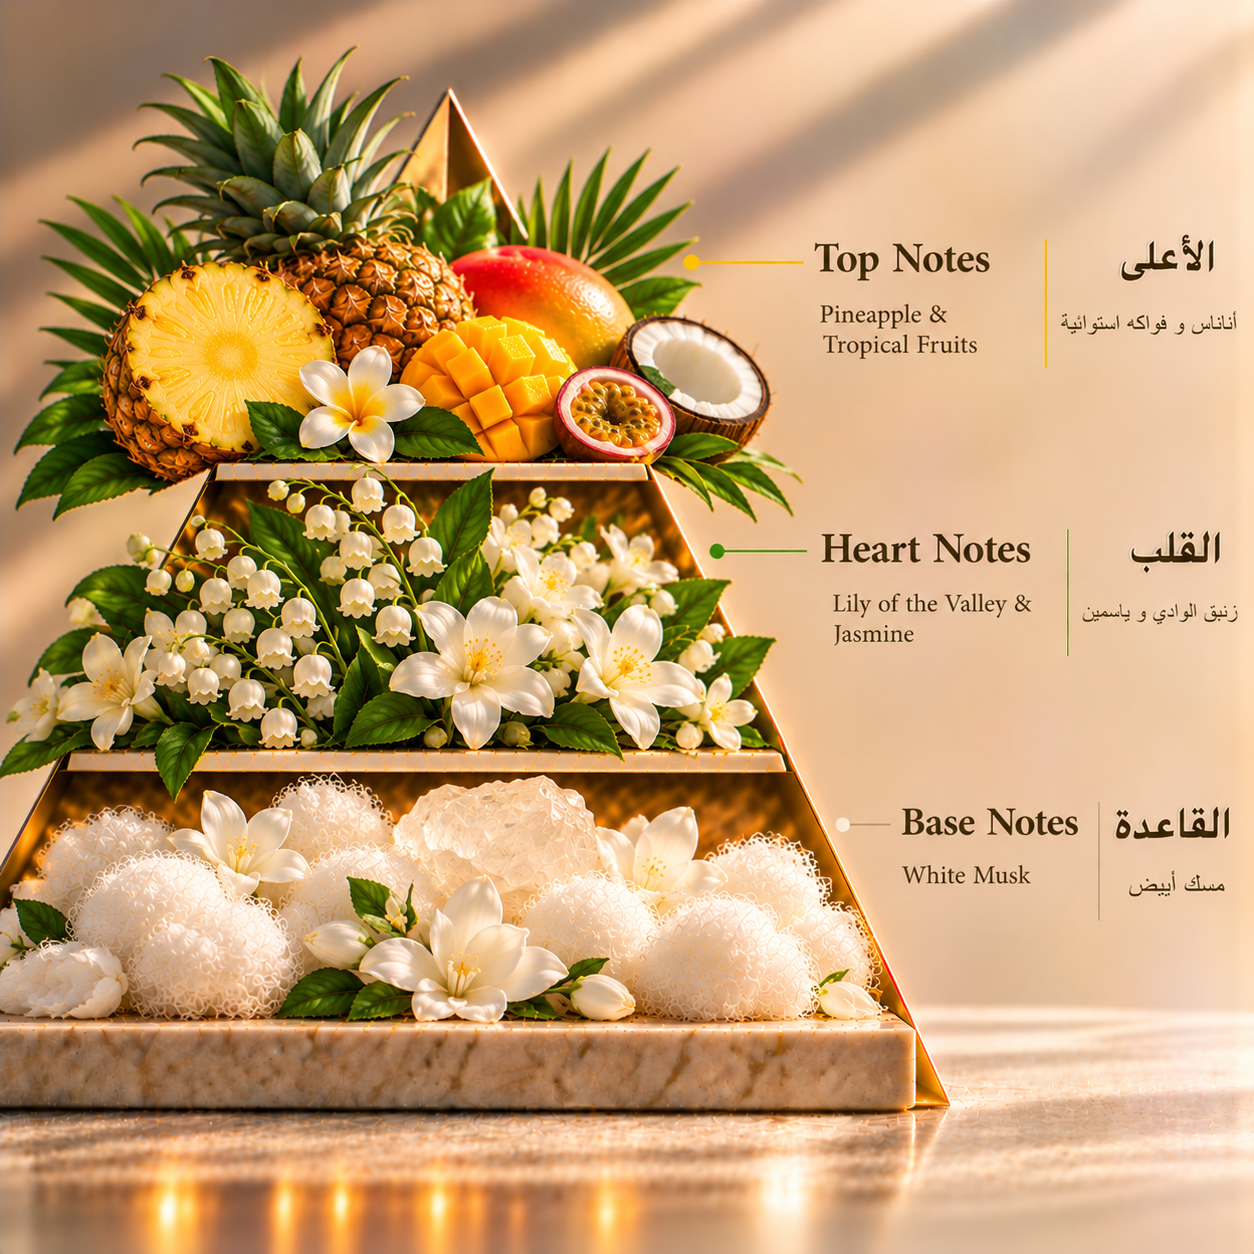 Top Notes
الأعلى
Pineapple &
Tropical Fruits
أناناس و فواكه استوائية
Heart Notes
القلب
Lily of the Valley &
Jasmine
زنبق الوادي و ياسمين
Base Notes
القاعدة
White Musk
مسك أبيض